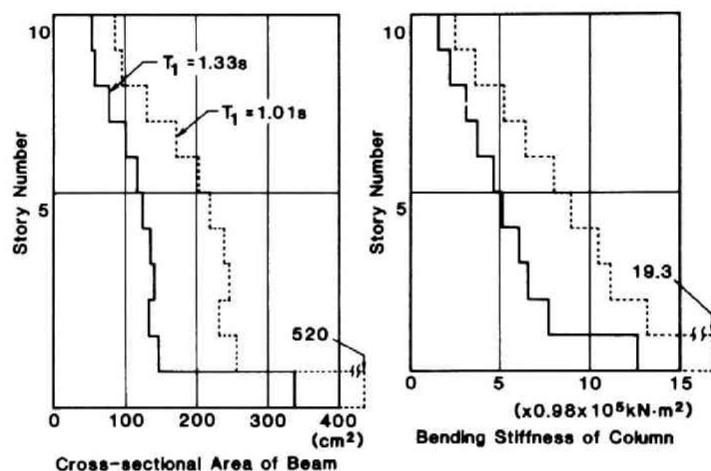 10
T₁ = 1.33s
T₁ = 1.01s
Story Number
5
520
0 100 200 300 400
(cm²)
Cross-sectional Area of Beam
10
Story Number
5
19.3
0 5 10 15
(x0.98x10⁵kN·m²)
Bending Stiffness of Column